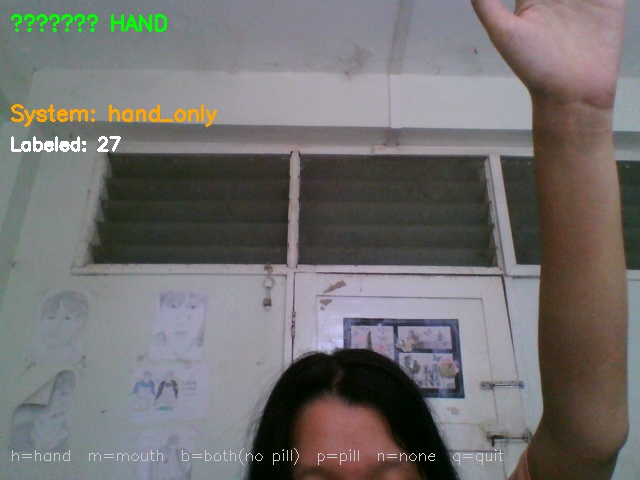 ??????? HAND
System: hand_only
Labeled: 27
h=hand m=mouth b=both(no pill) p=pill n=none q=quit